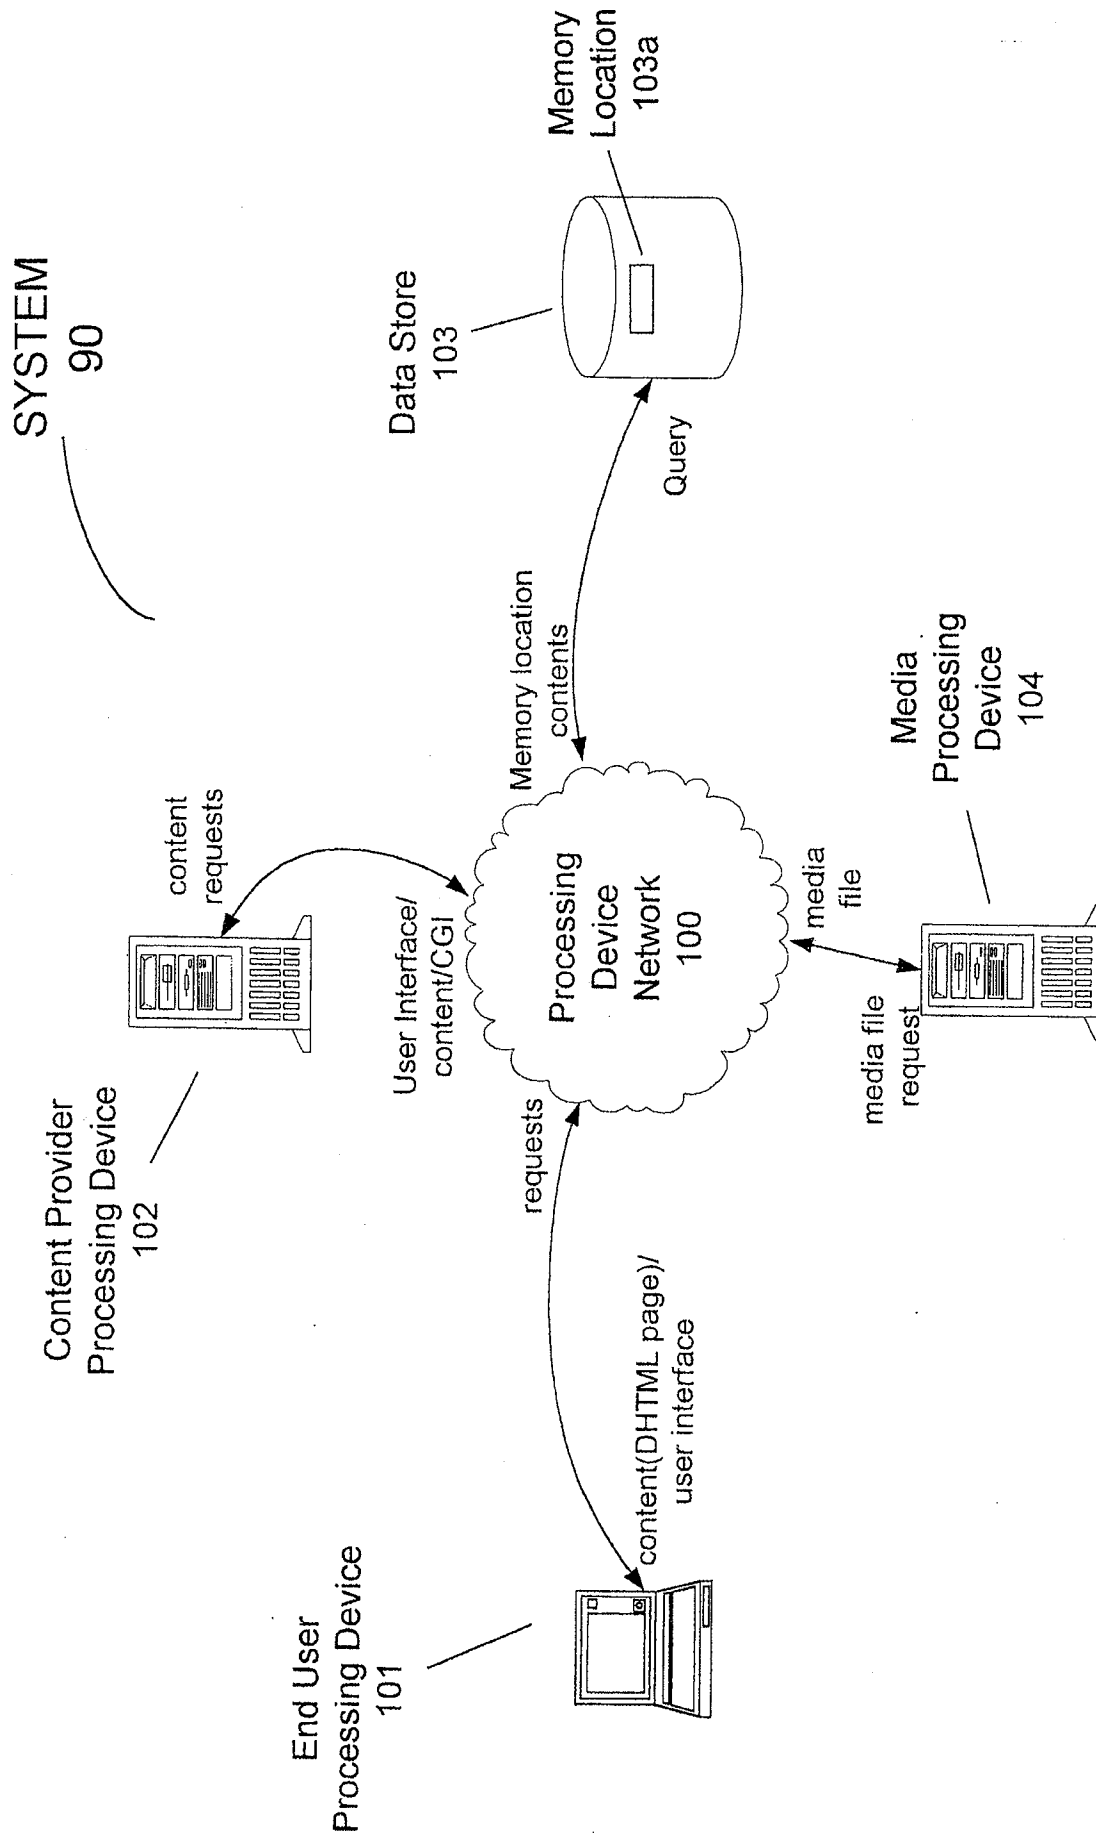 SYSTEM
90
Content Provider
Processing Device
102
content
requests
User Interface/
content/CGI
End User
Processing Device
101
requests
content(DHTML page)/
user interface
Processing
Device
Network
100
Memory location
contents
Query
Data Store
103
Memory
Location
103a
media
file
media file
request
Media
Processing
Device
104